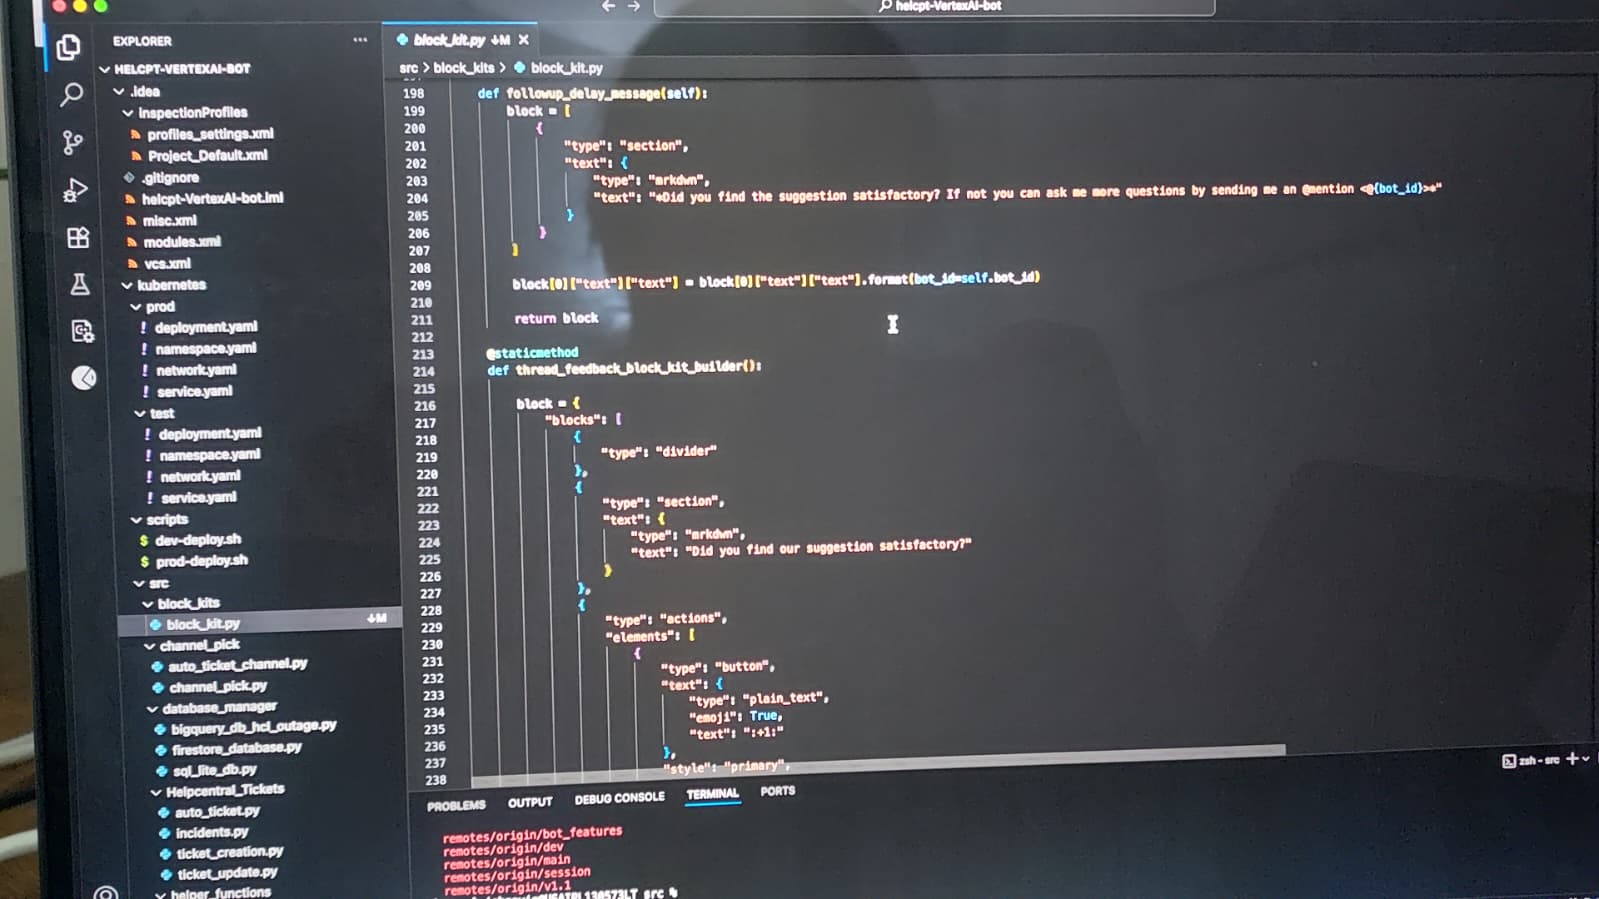 helcpt-VertexAI-bot
EXPLORER
HELCPT-VERTEXAI-BOT
.idea
inspectionProfiles
profiles_settings.xml
Project_Default.xml
.gitignore
helcpt-VertexAI-bot.iml
misc.xml
modules.xml
vcs.xml
kubernetes
prod
! deployment.yaml
! namespace.yaml
! network.yaml
! service.yaml
test
! deployment.yaml
! namespace.yaml
! network.yaml
! service.yaml
scripts
$ dev-deploy.sh
$ prod-deploy.sh
src
block_kits
block_kit.py ↓M
channel_pick
auto_ticket_channel.py
channel_pick.py
database_manager
bigquery_db_hcl_outage.py
firestore_database.py
sql_lite_db.py
Helpcentral_Tickets
auto_ticket.py
incidents.py
ticket_creation.py
ticket_update.py
helper_functions
block_kit.py ↓M ×
src > block_kits > block_kit.py
198 def followup_delay_message(self):
199 block = [
200 {
201 "type": "section",
202 "text": {
203 "type": "mrkdwn",
204 "text": "*Did you find the suggestion satisfactory? If not you can ask me more questions by sending me an @mention <@{bot_id}>*"
205 }
206 }
207 ]
208
209 block[0]["text"]["text"] = block[0]["text"]["text"].format(bot_id=self.bot_id)
210
211 return block
212
213 @staticmethod
214 def thread_feedback_block_kit_builder():
215
216 block = {
217 "blocks": [
218 {
219 "type": "divider"
220 },
221 {
222 "type": "section",
223 "text": {
224 "type": "mrkdwn",
225 "text": "Did you find our suggestion satisfactory?"
226 }
227 },
228 {
229 "type": "actions",
230 "elements": [
231 {
232 "type": "button",
233 "text": {
234 "type": "plain_text",
235 "emoji": True,
236 "text": ":+1:"
237 },
238 "style": "primary",
PROBLEMS OUTPUT DEBUG CONSOLE TERMINAL PORTS
zsh - src
remotes/origin/bot_features
remotes/origin/dev
remotes/origin/main
remotes/origin/session
remotes/origin/v1.1
src %